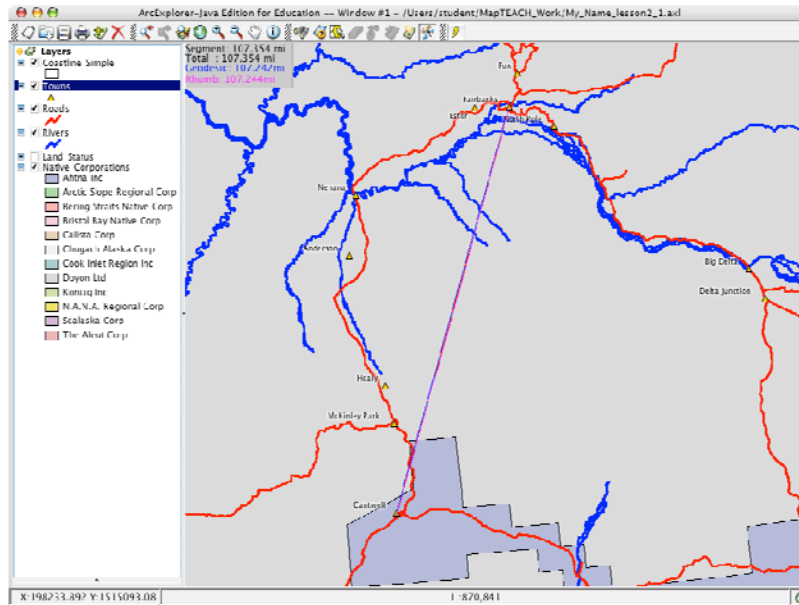 ArcExplorer-Java Edition for Education --- Window #1 - /Users/student/MapTEACH_Work/My_Name_lesson2_1.axl
Layers
Coastline Simple
Towns
Roads
Rivers
Land Status
Native Corporations
Ahtna Inc
Arctic Slope Regional Corp
Bering Straits Native Corp
Bristol Bay Native Corp
Calista Corp
Chugach Alaska Corp
Cook Inlet Region Inc
Doyon Ltd
Koniag Inc
N.A.N.A. Regional Corp
Sealaska Corp
The Aleut Corp
Segment: 107.354 mi
Total : 107.354 mi
Geodesic: 107.242mi
Rhumb: 107.244mi
Fox
Fairbanks
Ester
North Pole
Nenana
Anderson
Big Delta
Delta Junction
Healy
McKinley Park
Cantwell
X:198233.892 Y:1515093.08
1 :870,841